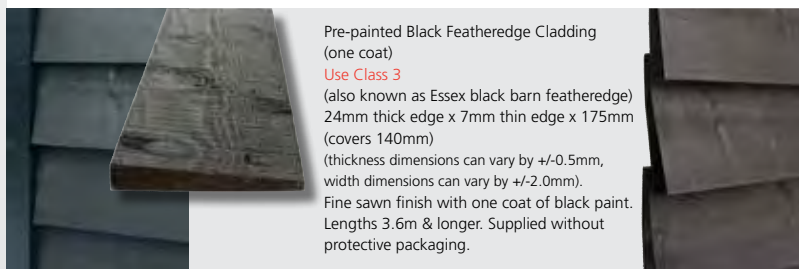 Pre-painted Black Featheredge Cladding
(one coat)
Use Class 3
(also known as Essex black barn featheredge)
24mm thick edge x 7mm thin edge x 175mm
(covers 140mm)
(thickness dimensions can vary by +/-0.5mm,
width dimensions can vary by +/-2.0mm).
Fine sawn finish with one coat of black paint.
Lengths 3.6m & longer. Supplied without
protective packaging.